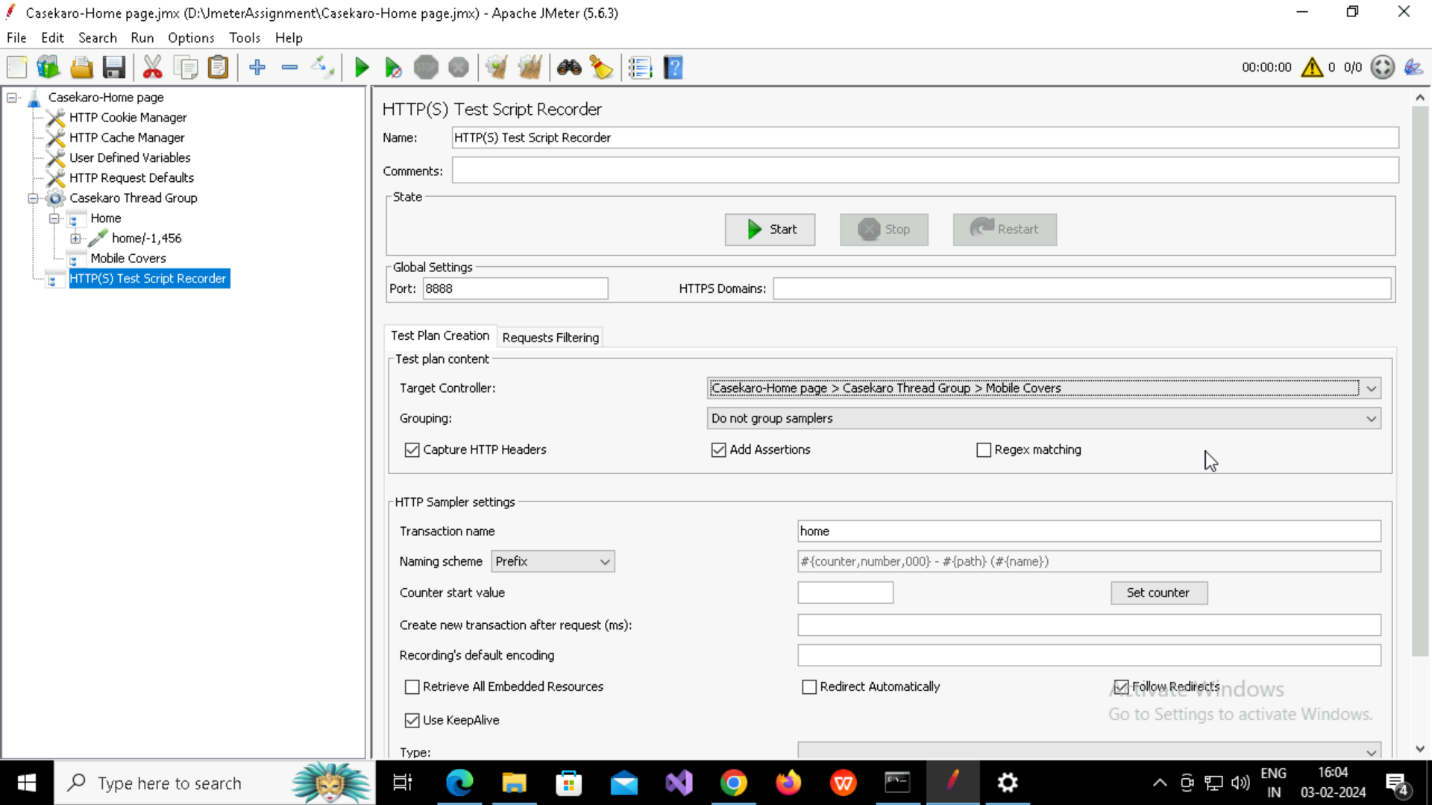 Casekaro-Home page.jmx (D:\JmeterAssignment\Casekaro-Home page.jmx) - Apache JMeter (5.6.3)
File Edit Search Run Options Tools Help
00:00:00 0 0/0
Casekaro-Home page
HTTP Cookie Manager
HTTP Cache Manager
User Defined Variables
HTTP Request Defaults
Casekaro Thread Group
Home
home/-1,456
Mobile Covers
HTTP(S) Test Script Recorder
HTTP(S) Test Script Recorder
Name: HTTP(S) Test Script Recorder
Comments:
State
Start Stop Restart
Global Settings
Port: 8888 HTTPS Domains:
Test Plan Creation Requests Filtering
Test plan content
Target Controller: Casekaro-Home page > Casekaro Thread Group > Mobile Covers
Grouping: Do not group samplers
Capture HTTP Headers Add Assertions Regex matching
HTTP Sampler settings
Transaction name home
Naming scheme Prefix #{counter,number,000} - #{path} (#{name})
Counter start value Set counter
Create new transaction after request (ms):
Recording's default encoding
Retrieve All Embedded Resources Redirect Automatically Follow Redirects
Activate Windows
Go to Settings to activate Windows.
Use KeepAlive
Type:
Type here to search
ENG
IN
16:04
03-02-2024
4